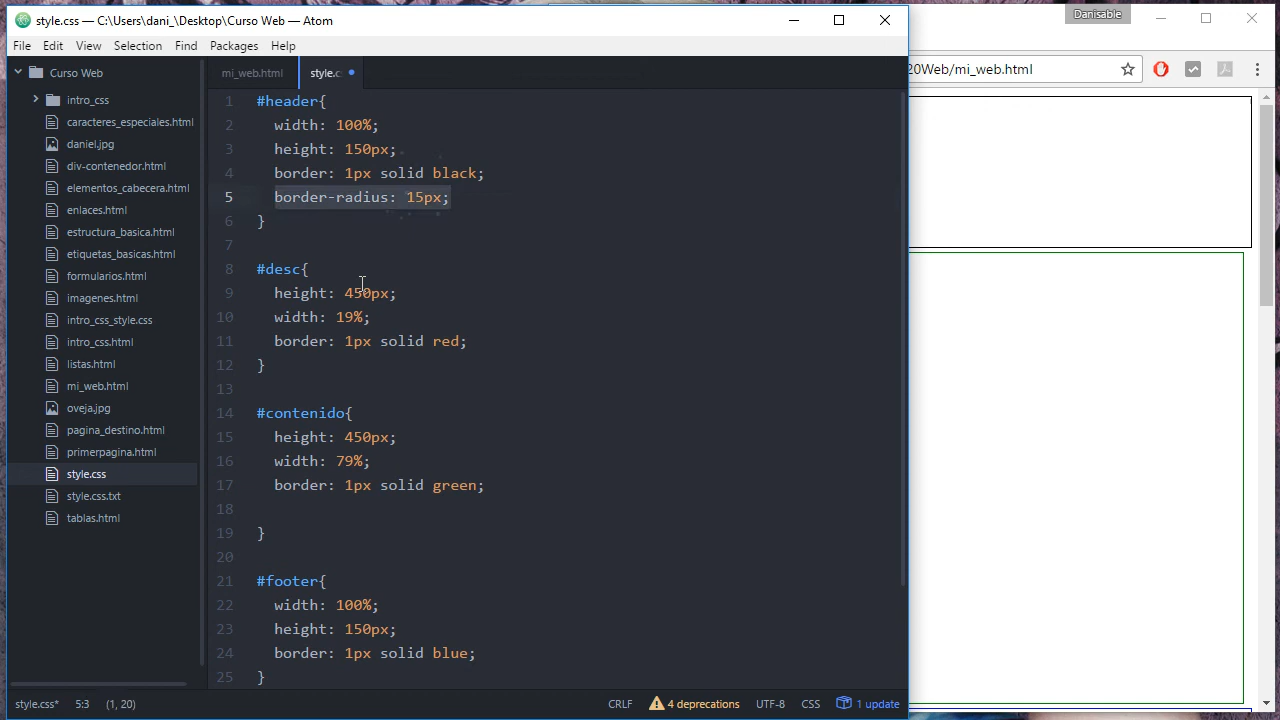 style.css — C:\Users\dani_\Desktop\Curso Web — Atom
Danisable
File Edit View Selection Find Packages Help
20Web/mi_web.html
Curso Web
intro_css
caracteres_especiales.html
daniel.jpg
div-contenedor.html
elementos_cabecera.html
enlaces.html
estructura_basica.html
etiquetas_basicas.html
formularios.html
imagenes.html
intro_css_style.css
intro_css.html
listas.html
mi_web.html
oveja.jpg
pagina_destino.html
primerpagina.html
style.css
style.css.txt
tablas.html
mi_web.html style.c
1 #header{
2 width: 100%;
3 height: 150px;
4 border: 1px solid black;
5 border-radius: 15px;
6 }
7
8 #desc{
9 height: 450px;
10 width: 19%;
11 border: 1px solid red;
12 }
13
14 #contenido{
15 height: 450px;
16 width: 79%;
17 border: 1px solid green;
18
19 }
20
21 #footer{
22 width: 100%;
23 height: 150px;
24 border: 1px solid blue;
25 }
style.css* 5:3 (1, 20) CRLF 4 deprecations UTF-8 CSS 1 update